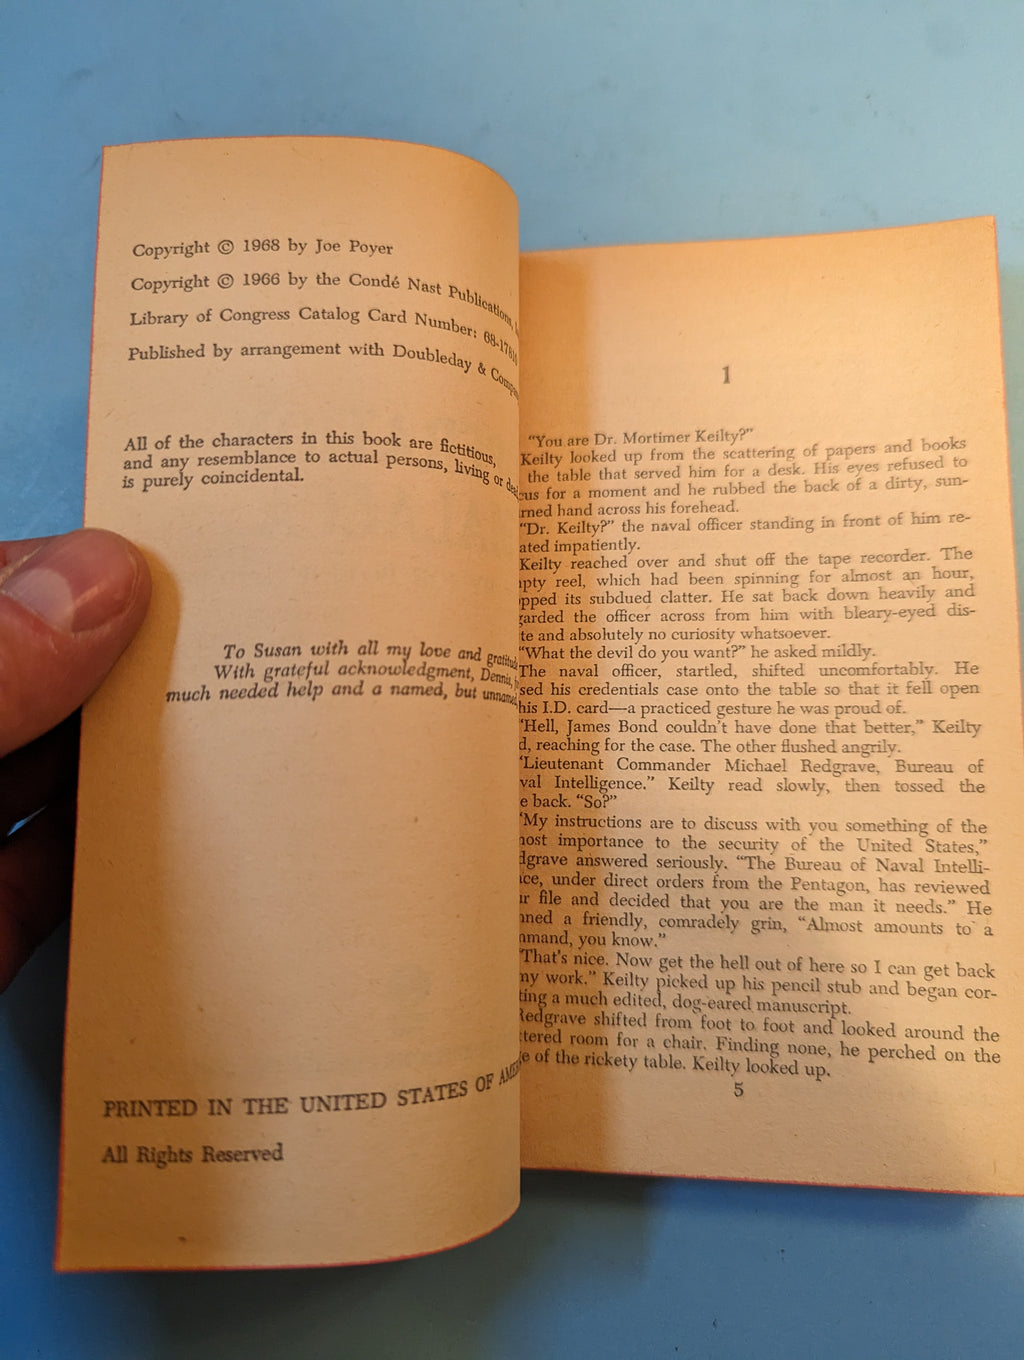 Copyright © 1968 by Joe Poyer
Copyright © 1966 by the Condé Nast Publications,
Library of Congress Catalog Card Number: 68-17810
Published by arrangement with Doubleday &
All of the characters in this book are fictitious,
and any resemblance to actual persons, living or
is purely coincidental.
To Susan with all my love and
With grateful acknowledgment, Dennis,
much needed help and a named, but
PRINTED IN THE UNITED STATES OF
All Rights Reserved
1
"You are Dr. Mortimer Keilty?"
Keilty looked up from the scattering of papers and books
the table that served him for a desk. His eyes refused to
for a moment and he rubbed the back of a dirty, sun-
hand across his forehead.
"Dr. Keilty?" the naval officer standing in front of him re-
impatiently.
Keilty reached over and shut off the tape recorder. The
reel, which had been spinning for almost an hour,
its subdued clatter. He sat back down heavily and
the officer across from him with bleary-eyed dis-
and absolutely no curiosity whatsoever.
"What the devil do you want?" he asked mildly.
The naval officer, startled, shifted uncomfortably. He
his credentials case onto the table so that it fell open
his I.D. card—a practiced gesture he was proud of.
"Hell, James Bond couldn't have done that better," Keilty
reaching for the case. The other flushed angrily.
"Lieutenant Commander Michael Redgrave, Bureau of
Intelligence." Keilty read slowly, then tossed the
back. "So?"
"My instructions are to discuss with you something of the
importance to the security of the United States,"
answered seriously. "The Bureau of Naval Intelli-
under direct orders from the Pentagon, has reviewed
file and decided that you are the man it needs." He
a friendly, comradely grin, "Almost amounts to a
you know."
"That's nice. Now get the hell out of here so I can get back
my work." Keilty picked up his pencil stub and began cor-
a much edited, dog-eared manuscript.
Redgrave shifted from foot to foot and looked around the
room for a chair. Finding none, he perched on the
of the rickety table. Keilty looked up.
5